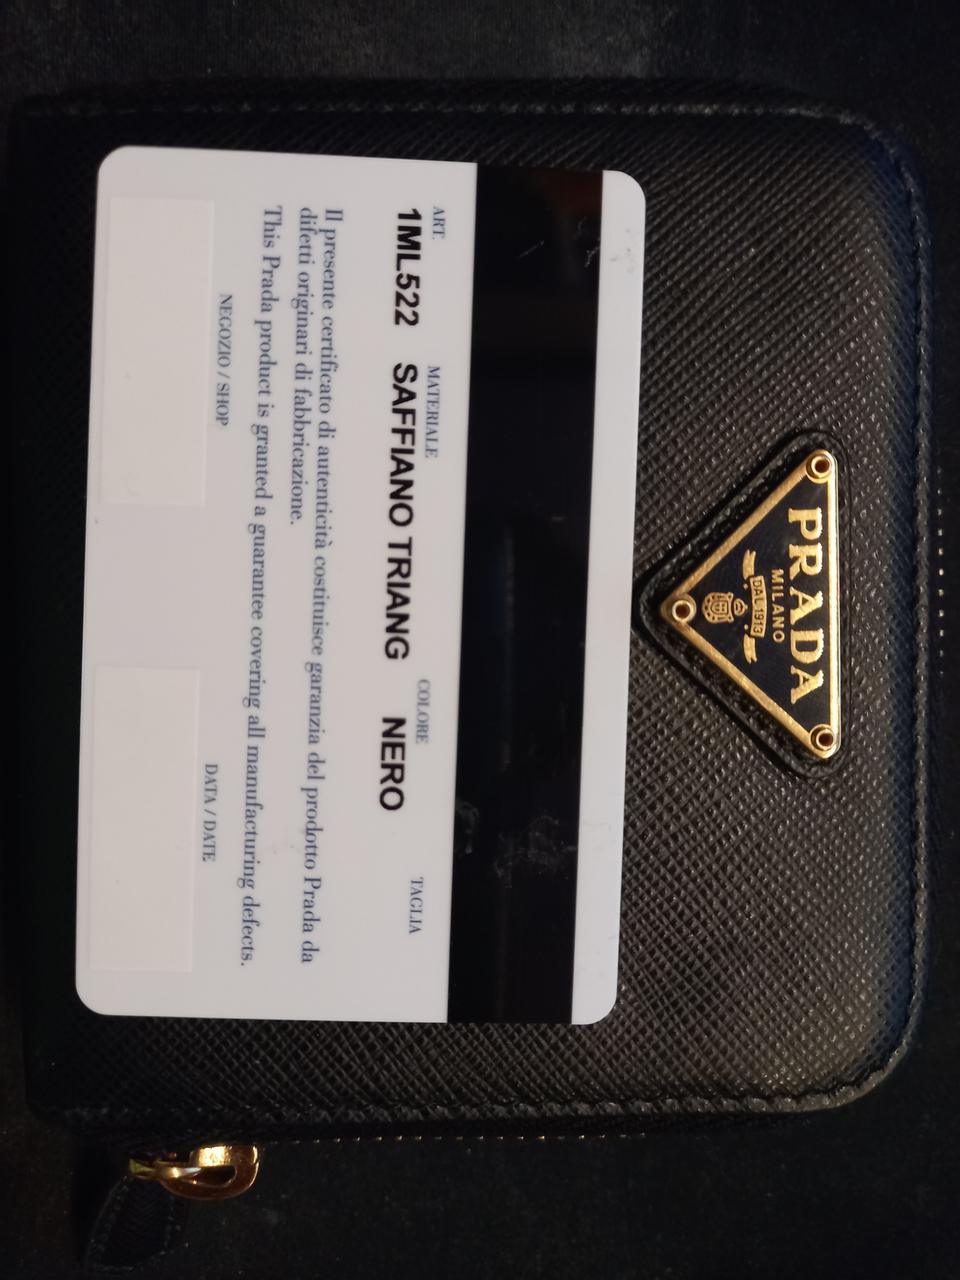 ART. MATERIALE COLORE TAGLIA
1ML522 SAFFIANO TRIANG NERO
Il presente certificato di autenticità costituisce garanzia del prodotto Prada da
difetti originari di fabbricazione.
This Prada product is granted a guarantee covering all manufacturing defects.
NEGOZIO / SHOP DATA / DATE
PRADA
MILANO
DAL 1913